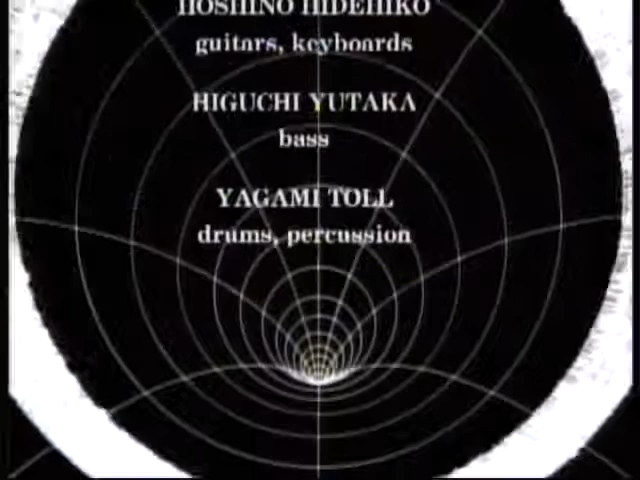 HOSHINO HIDEHIKO
guitars, keyboards
HIGUCHI YUTAKA
bass
YAGAMI TOLL
drums, percussion